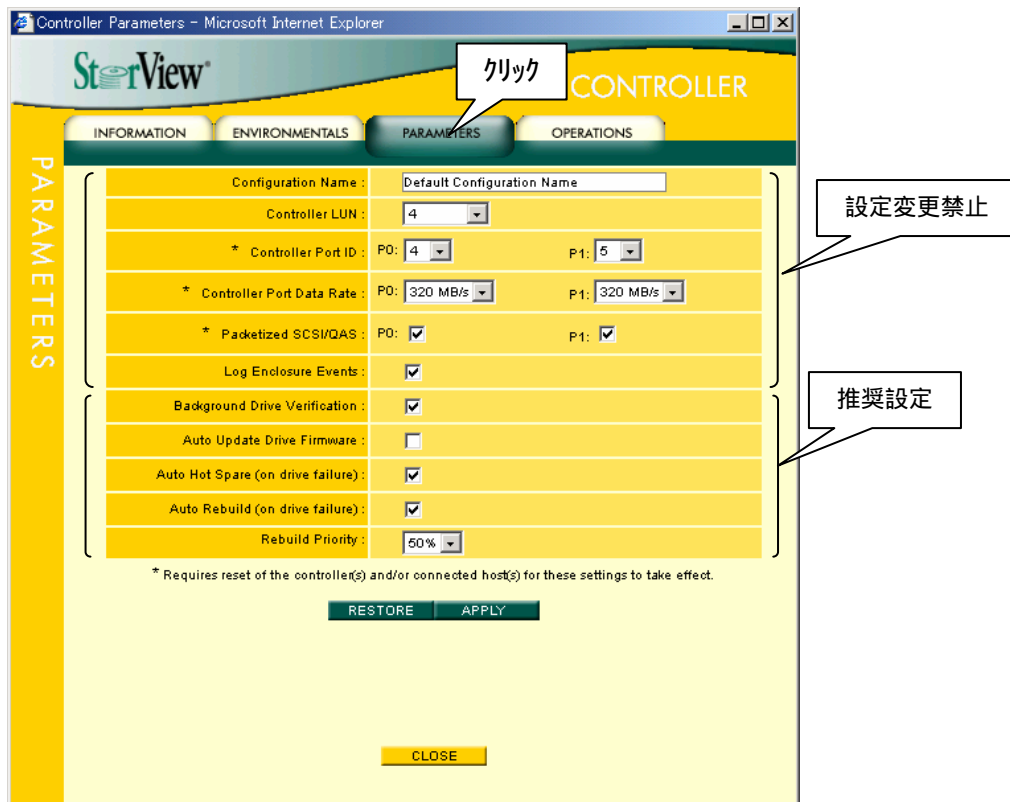 Controller Parameters - Microsoft Internet Explorer
StorView
CONTROLLER
クリック
INFORMATION ENVIRONMENTALS PARAMETERS OPERATIONS
PARAMETERS
Configuration Name : Default Configuration Name
Controller LUN : 4
* Controller Port ID : P0: 4 P1: 5
* Controller Port Data Rate : P0: 320 MB/s P1: 320 MB/s
* Packetized SCSI/QAS : P0: P1:
Log Enclosure Events :
設定変更禁止
Background Drive Verification :
Auto Update Drive Firmware :
Auto Hot Spare (on drive failure) :
Auto Rebuild (on drive failure) :
Rebuild Priority : 50%
推奨設定
* Requires reset of the controller(s) and/or connected host(s) for these settings to take effect.
RESTORE APPLY
CLOSE